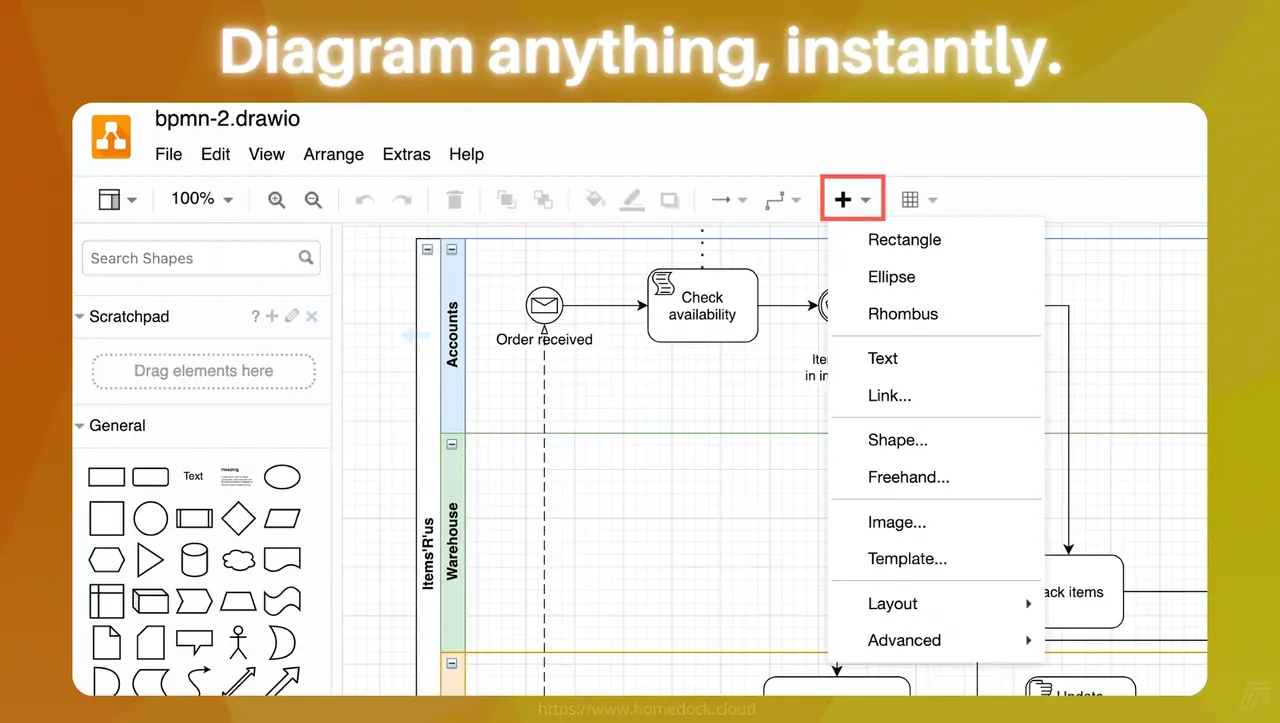 Diagram anything, instantly.
bpmn-2.drawio
File Edit View Arrange Extras Help
100%
Search Shapes
Scratchpad
?
Drag elements here
General
Text
Heading
Items'R'us
Accounts
Warehouse
Order received
Check
availability
in
Rectangle
Ellipse
Rhombus
Text
Link...
Shape...
Freehand...
Image...
Template...
Layout
Advanced
ack items
Update
https://www.homedock.cloud